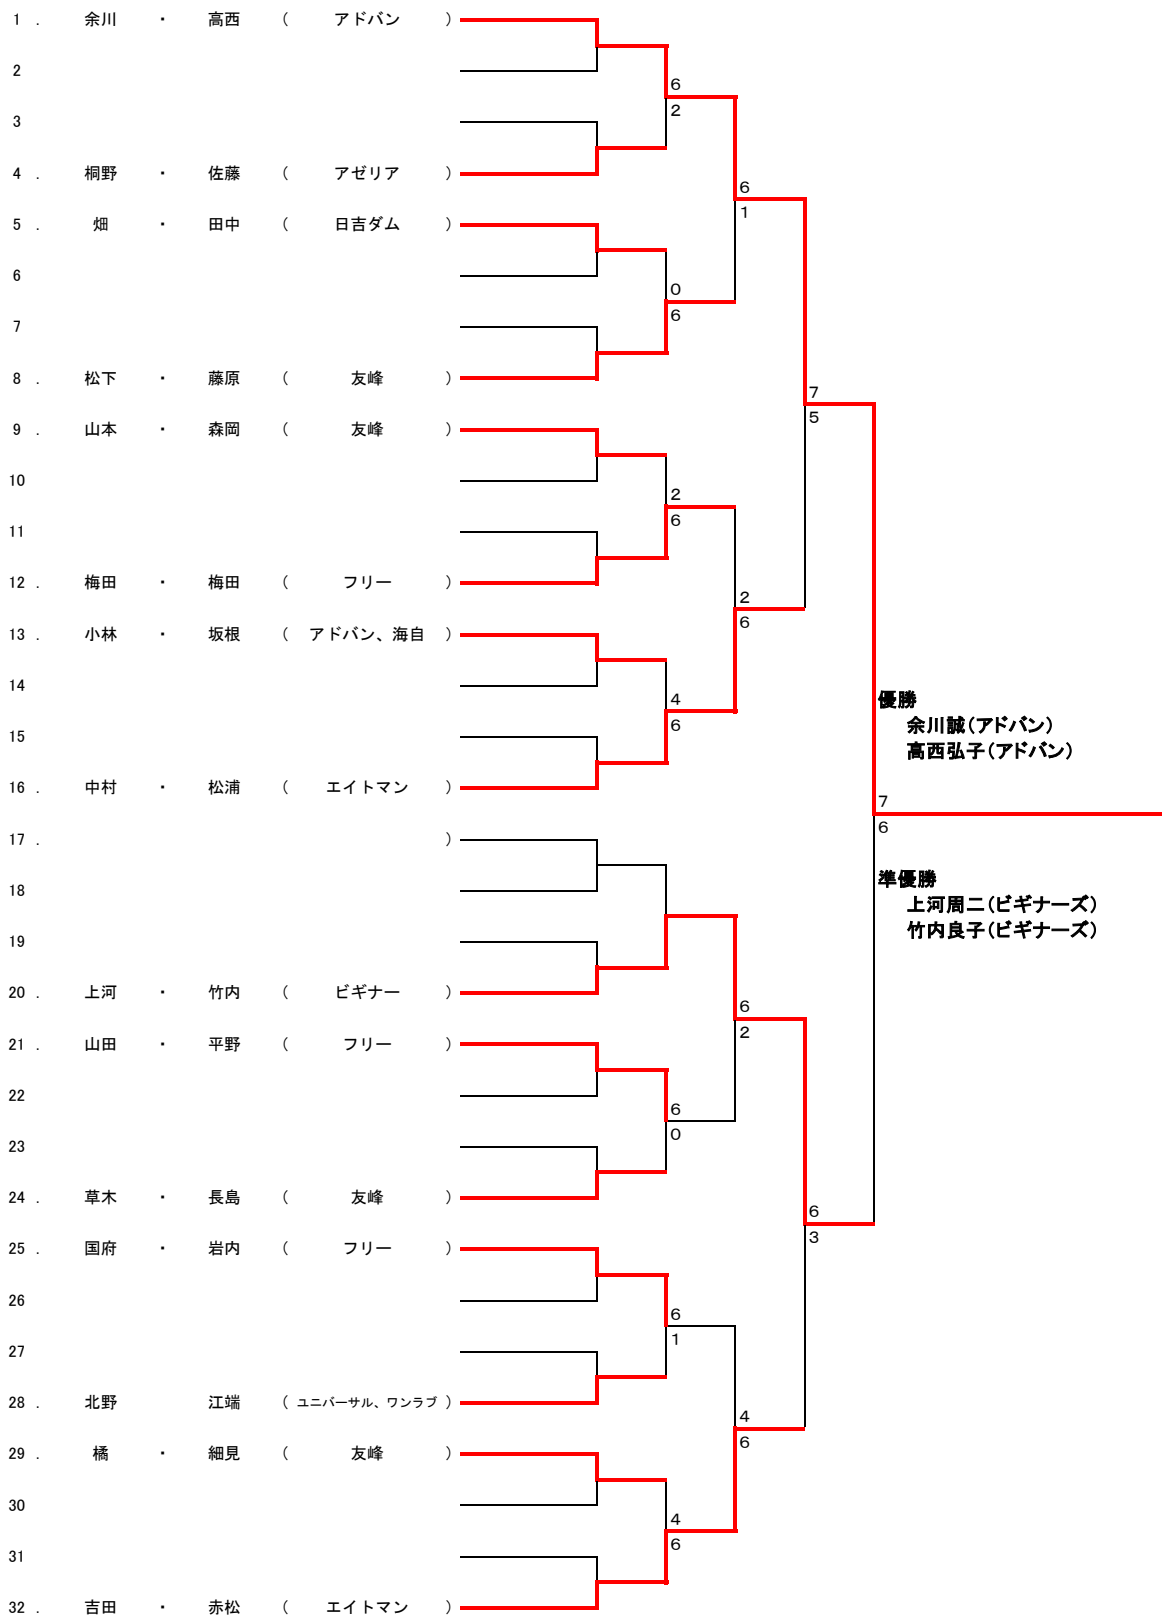 1 . 余川 ・ 高西 ( アドバン )
2
6
2
3
4 . 桐野 ・ 佐藤 ( アゼリア )
6
1
5 . 畑 ・ 田中 ( 日吉ダム )
6
0
6
7
8 . 松下 ・ 藤原 ( 友峰 )
7
5
9 . 山本 ・ 森岡 ( 友峰 )
10
2
6
11
12 . 梅田 ・ 梅田 ( フリー )
2
6
13 . 小林 ・ 坂根 ( アドバン、海自 )
14
4
6
優勝
余川誠(アドバン)
高西弘子(アドバン)
15
16 . 中村 ・ 松浦 ( エイトマン )
7
6
17 . )
準優勝
上河周二(ビギナーズ)
竹内良子(ビギナーズ)
18
19
20 . 上河 ・ 竹内 ( ビギナー )
6
2
21 . 山田 ・ 平野 ( フリー )
22
6
0
23
24 . 草木 ・ 長島 ( 友峰 )
6
3
25 . 国府 ・ 岩内 ( フリー )
26
6
1
27
28 . 北野 江端 ( ユニバーサル、ワンラブ )
4
6
29 . 橘 ・ 細見 ( 友峰 )
30
4
6
31
32 . 吉田 ・ 赤松 ( エイトマン )